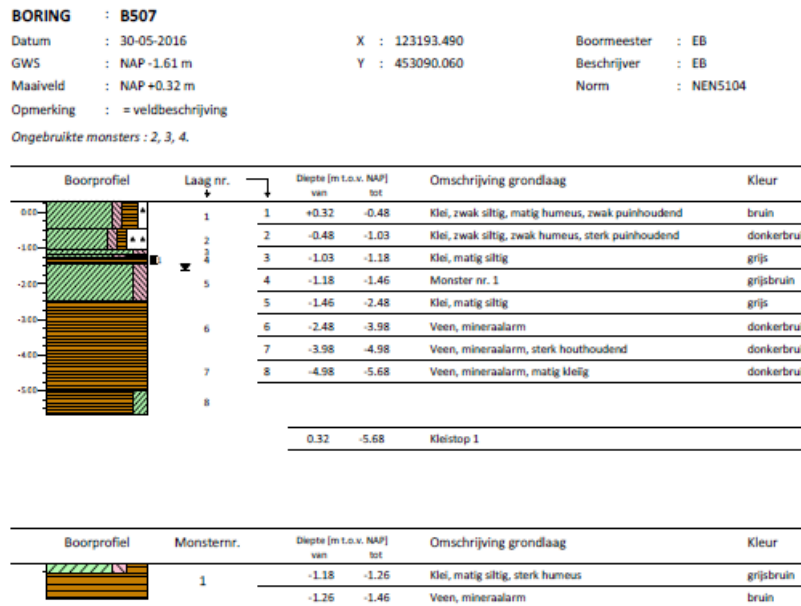 BORING : B507
Datum : 30-05-2016 X : 123193.490 Boormeester : EB
GWS : NAP -1.61 m Y : 453090.060 Beschrijver : EB
Maaiveld : NAP +0.32 m Norm : NEN5104
Opmerking : = veldbeschrijving
Ongebruikte monsters : 2, 3, 4.
Boorprofiel Laag nr. Diepte [m t.o.v. NAP] Omschrijving grondlaag Kleur
van tot
0.00 1 1 +0.32 -0.48 Klei, zwak siltig, matig humeus, zwak puinhoudend bruin
-1.00 2 2 -0.48 -1.03 Klei, zwak siltig, zwak humeus, sterk puinhoudend donkerbrui
3 3 -1.03 -1.18 Klei, matig siltig grijs
4 4 -1.18 -1.46 Monster nr. 1 grijsbruin
-2.00 5 5 -1.46 -2.48 Klei, matig siltig grijs
-3.00 6 6 -2.48 -3.98 Veen, mineraalarm donkerbrui
-4.00 7 7 -3.98 -4.98 Veen, mineraalarm, sterk houthoudend donkerbrui
-5.00 8 8 -4.98 -5.68 Veen, mineraalarm, matig kleiïg donkerbrui
0.32 -5.68 Kleistop 1
Boorprofiel Monsternr. Diepte [m t.o.v. NAP] Omschrijving grondlaag Kleur
van tot
1 -1.18 -1.26 Klei, matig siltig, sterk humeus grijsbruin
-1.26 -1.46 Veen, mineraalarm bruin